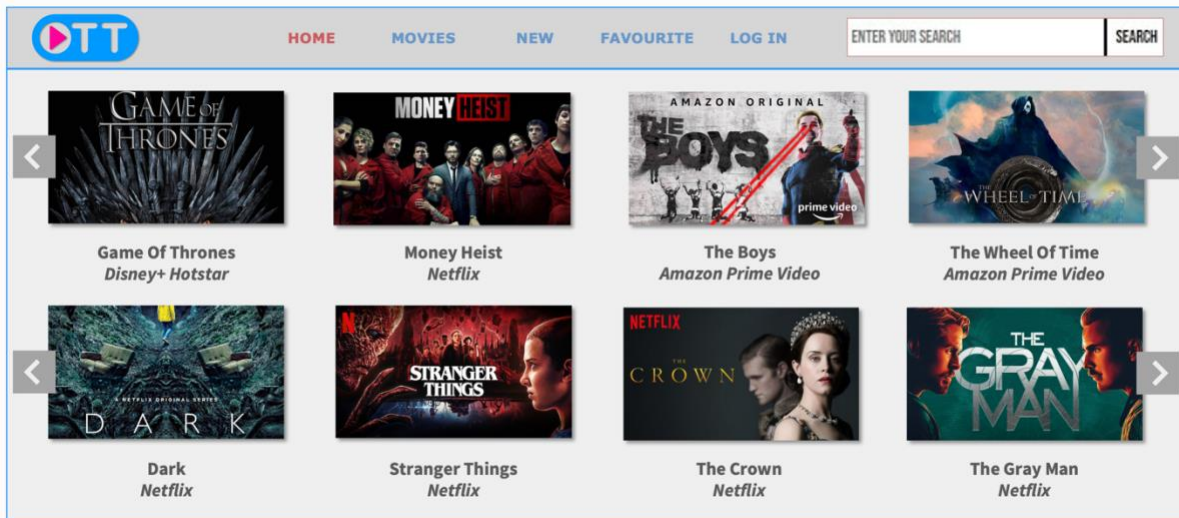 OTT
HOME MOVIES NEW FAVOURITE LOG IN ENTER YOUR SEARCH SEARCH
GAME OF
THRONES
MONEY HEIST
AMAZON ORIGINAL
THE
BOYS
prime video
THE
WHEEL OF TIME
Game Of Thrones
Disney+ Hotstar
Money Heist
Netflix
The Boys
Amazon Prime Video
The Wheel Of Time
Amazon Prime Video
A NETFLIX ORIGINAL SERIES
DARK
N
STRANGER
THINGS
NETFLIX
THE
CROWN
THE
GRAY
MAN
Dark
Netflix
Stranger Things
Netflix
The Crown
Netflix
The Gray Man
Netflix